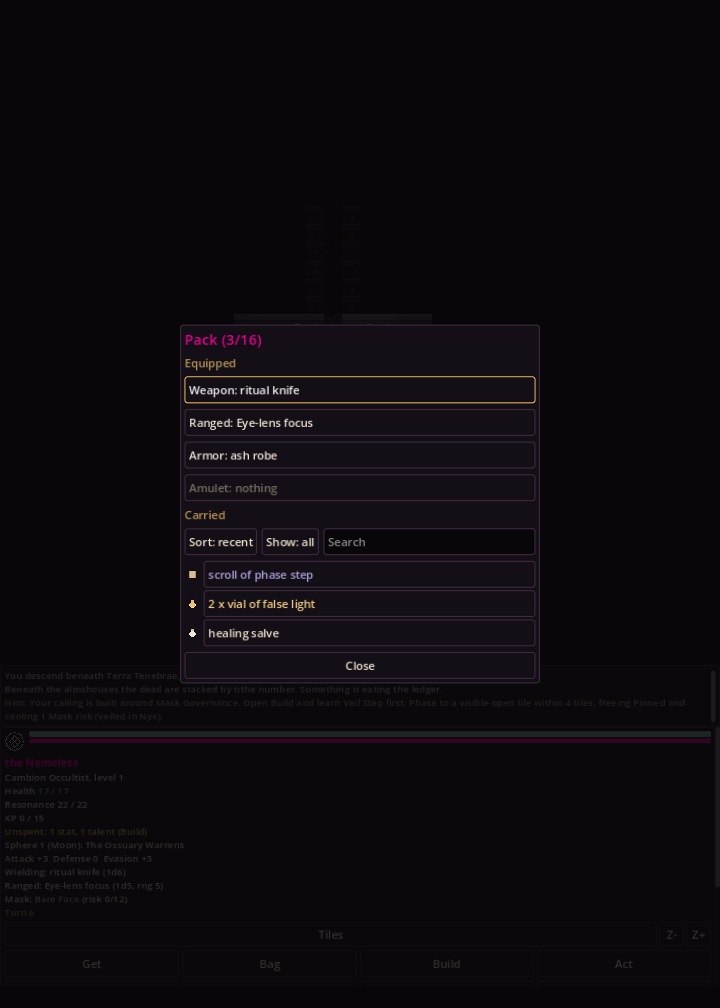 Pack (3/16)
Equipped
Weapon: ritual knife
Ranged: Eye-lens focus
Armor: ash robe
Amulet: nothing
Carried
Sort: recent Show: all Search
scroll of phase step
2 x vial of false light
healing salve
Close
You descend beneath Terra Tenebrae
Beneath the almshouses the dead are stacked by tithe number. Something is eating the ledger.
Hint: Your calling is built around Mask Governance. Open Build and learn Veil Step first: Phase to a visible open tile within 4 tiles, freeing Pinned and
cooling 1 Mask risk (Veiled in Nyx).
the Nameless
Cambion Occultist, level 1
Health 17 / 17
Resonance 22 / 22
XP 0 / 15
Unspent: 1 stat, 1 talent (Build)
Sphere 1 (Moon): The Ossuary Warrens
Attack +3 Defense 0 Evasion +3
Wielding: ritual knife (1d6)
Ranged: Eye-lens focus (1d5, rng 5)
Mask: Bare Face (risk 0/12)
Turn 6
Tiles Z- Z+
Get Bag Build Act